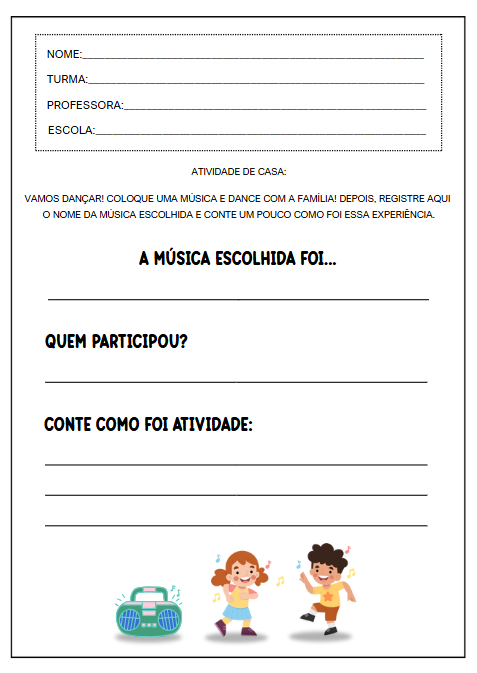 NOME:
TURMA:
PROFESSORA:
ESCOLA:
ATIVIDADE DE CASA:
VAMOS DANÇAR! COLOQUE UMA MÚSICA E DANCE COM A FAMÍLIA! DEPOIS, REGISTRE AQUI
O NOME DA MÚSICA ESCOLHIDA E CONTE UM POUCO COMO FOI ESSA EXPERIÊNCIA.
A MÚSICA ESCOLHIDA FOI...
QUEM PARTICIPOU?
CONTE COMO FOI ATIVIDADE: